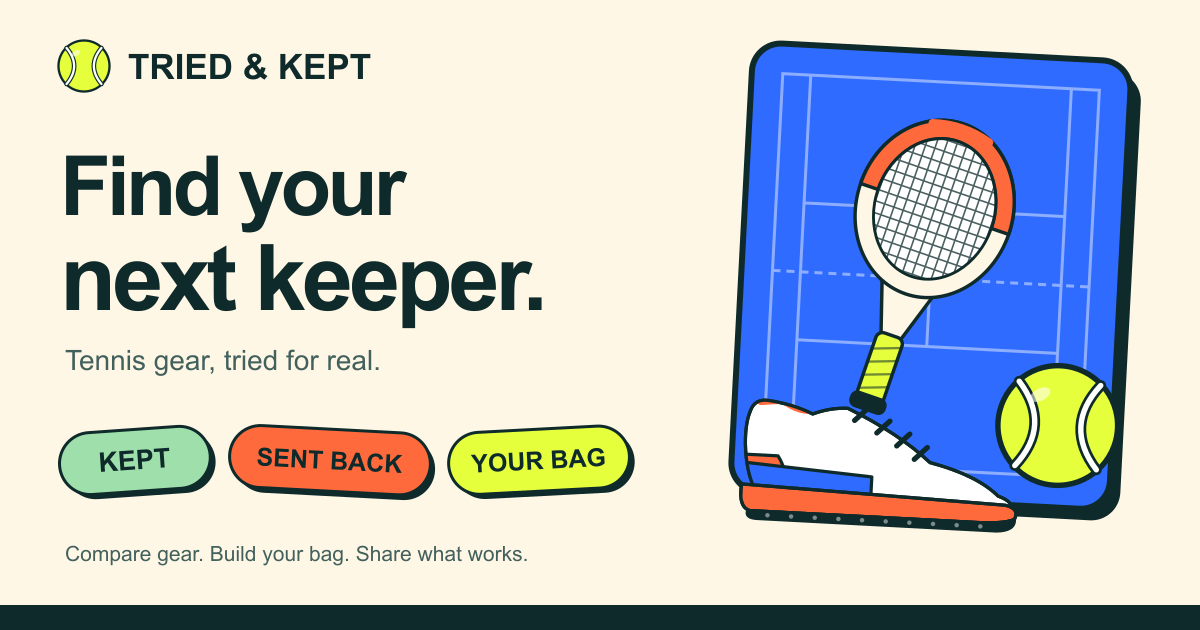 TRIED & KEPT
Find your
next keeper.
Tennis gear, tried for real.
KEPT
SENT BACK
YOUR BAG
Compare gear. Build your bag. Share what works.